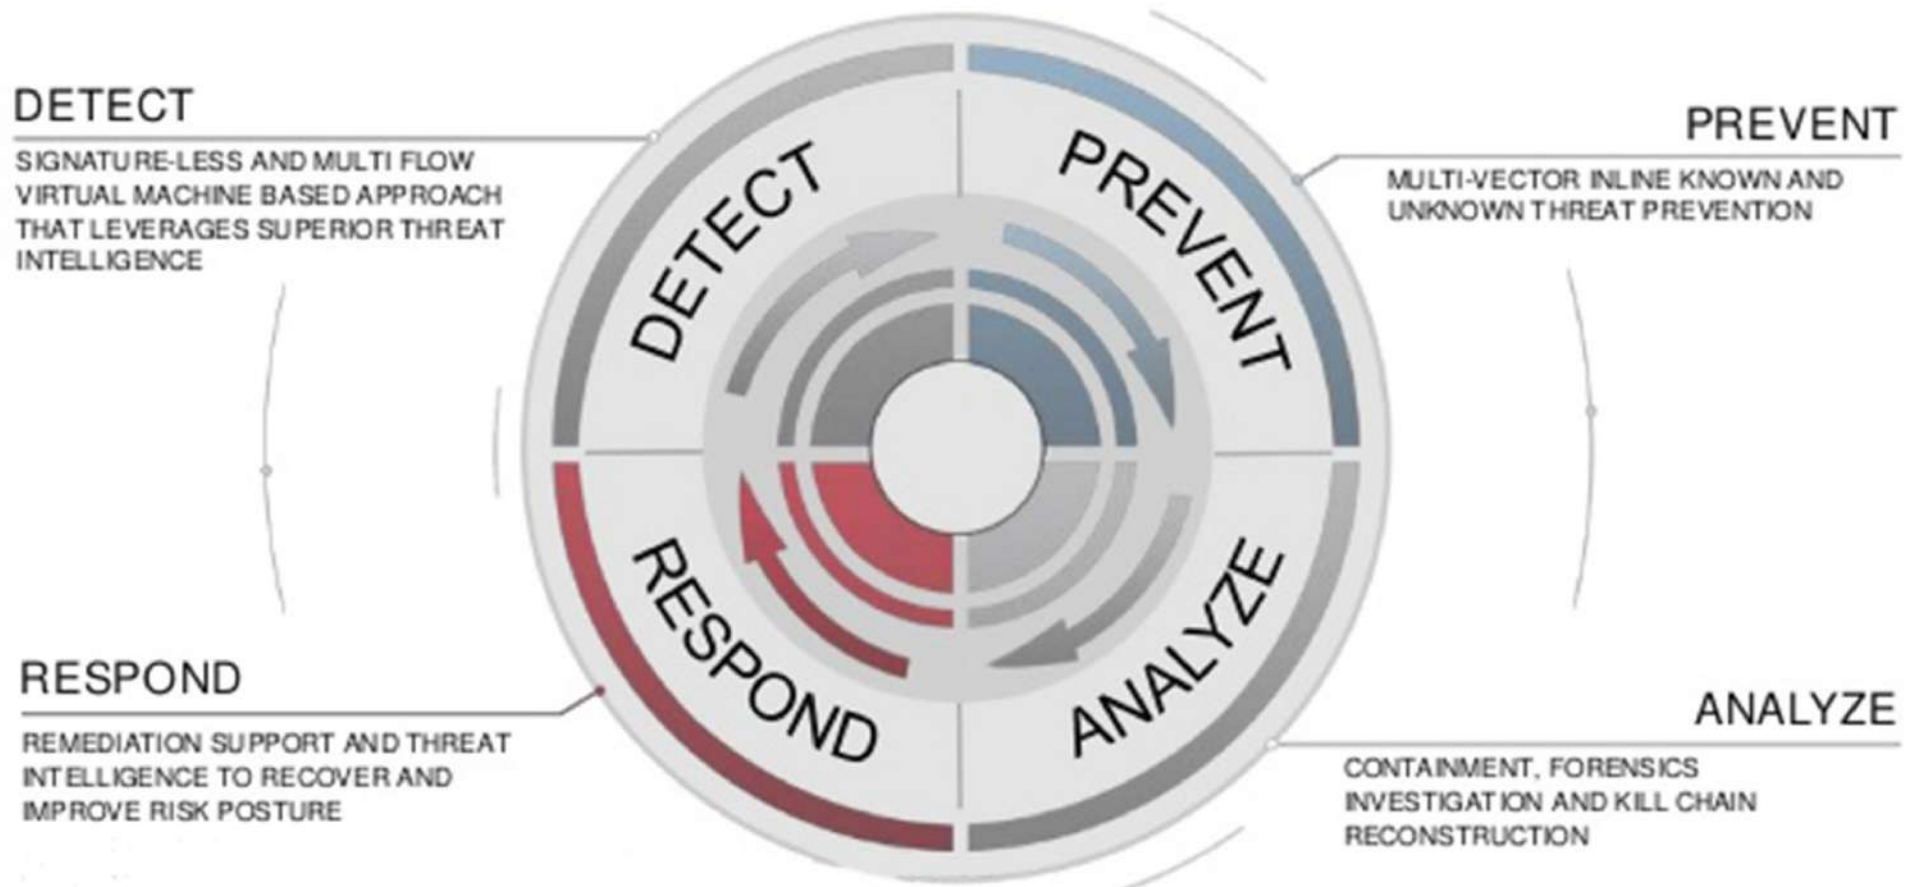 DETECT
SIGNATURE-LESS AND MULTI FLOW
VIRTUAL MACHINE BASED APPROACH
THAT LEVERAGES SUPERIOR THREAT
INTELLIGENCE
PREVENT
MULTI-VECTOR INLINE KNOWN AND
UNKNOWN THREAT PREVENTION
DETECT
PREVENT
RESPOND
ANALYZE
RESPOND
REMEDIATION SUPPORT AND THREAT
INTELLIGENCE TO RECOVER AND
IMPROVE RISK POSTURE
ANALYZE
CONTAINMENT, FORENSICS
INVESTIGATION AND KILL CHAIN
RECONSTRUCTION